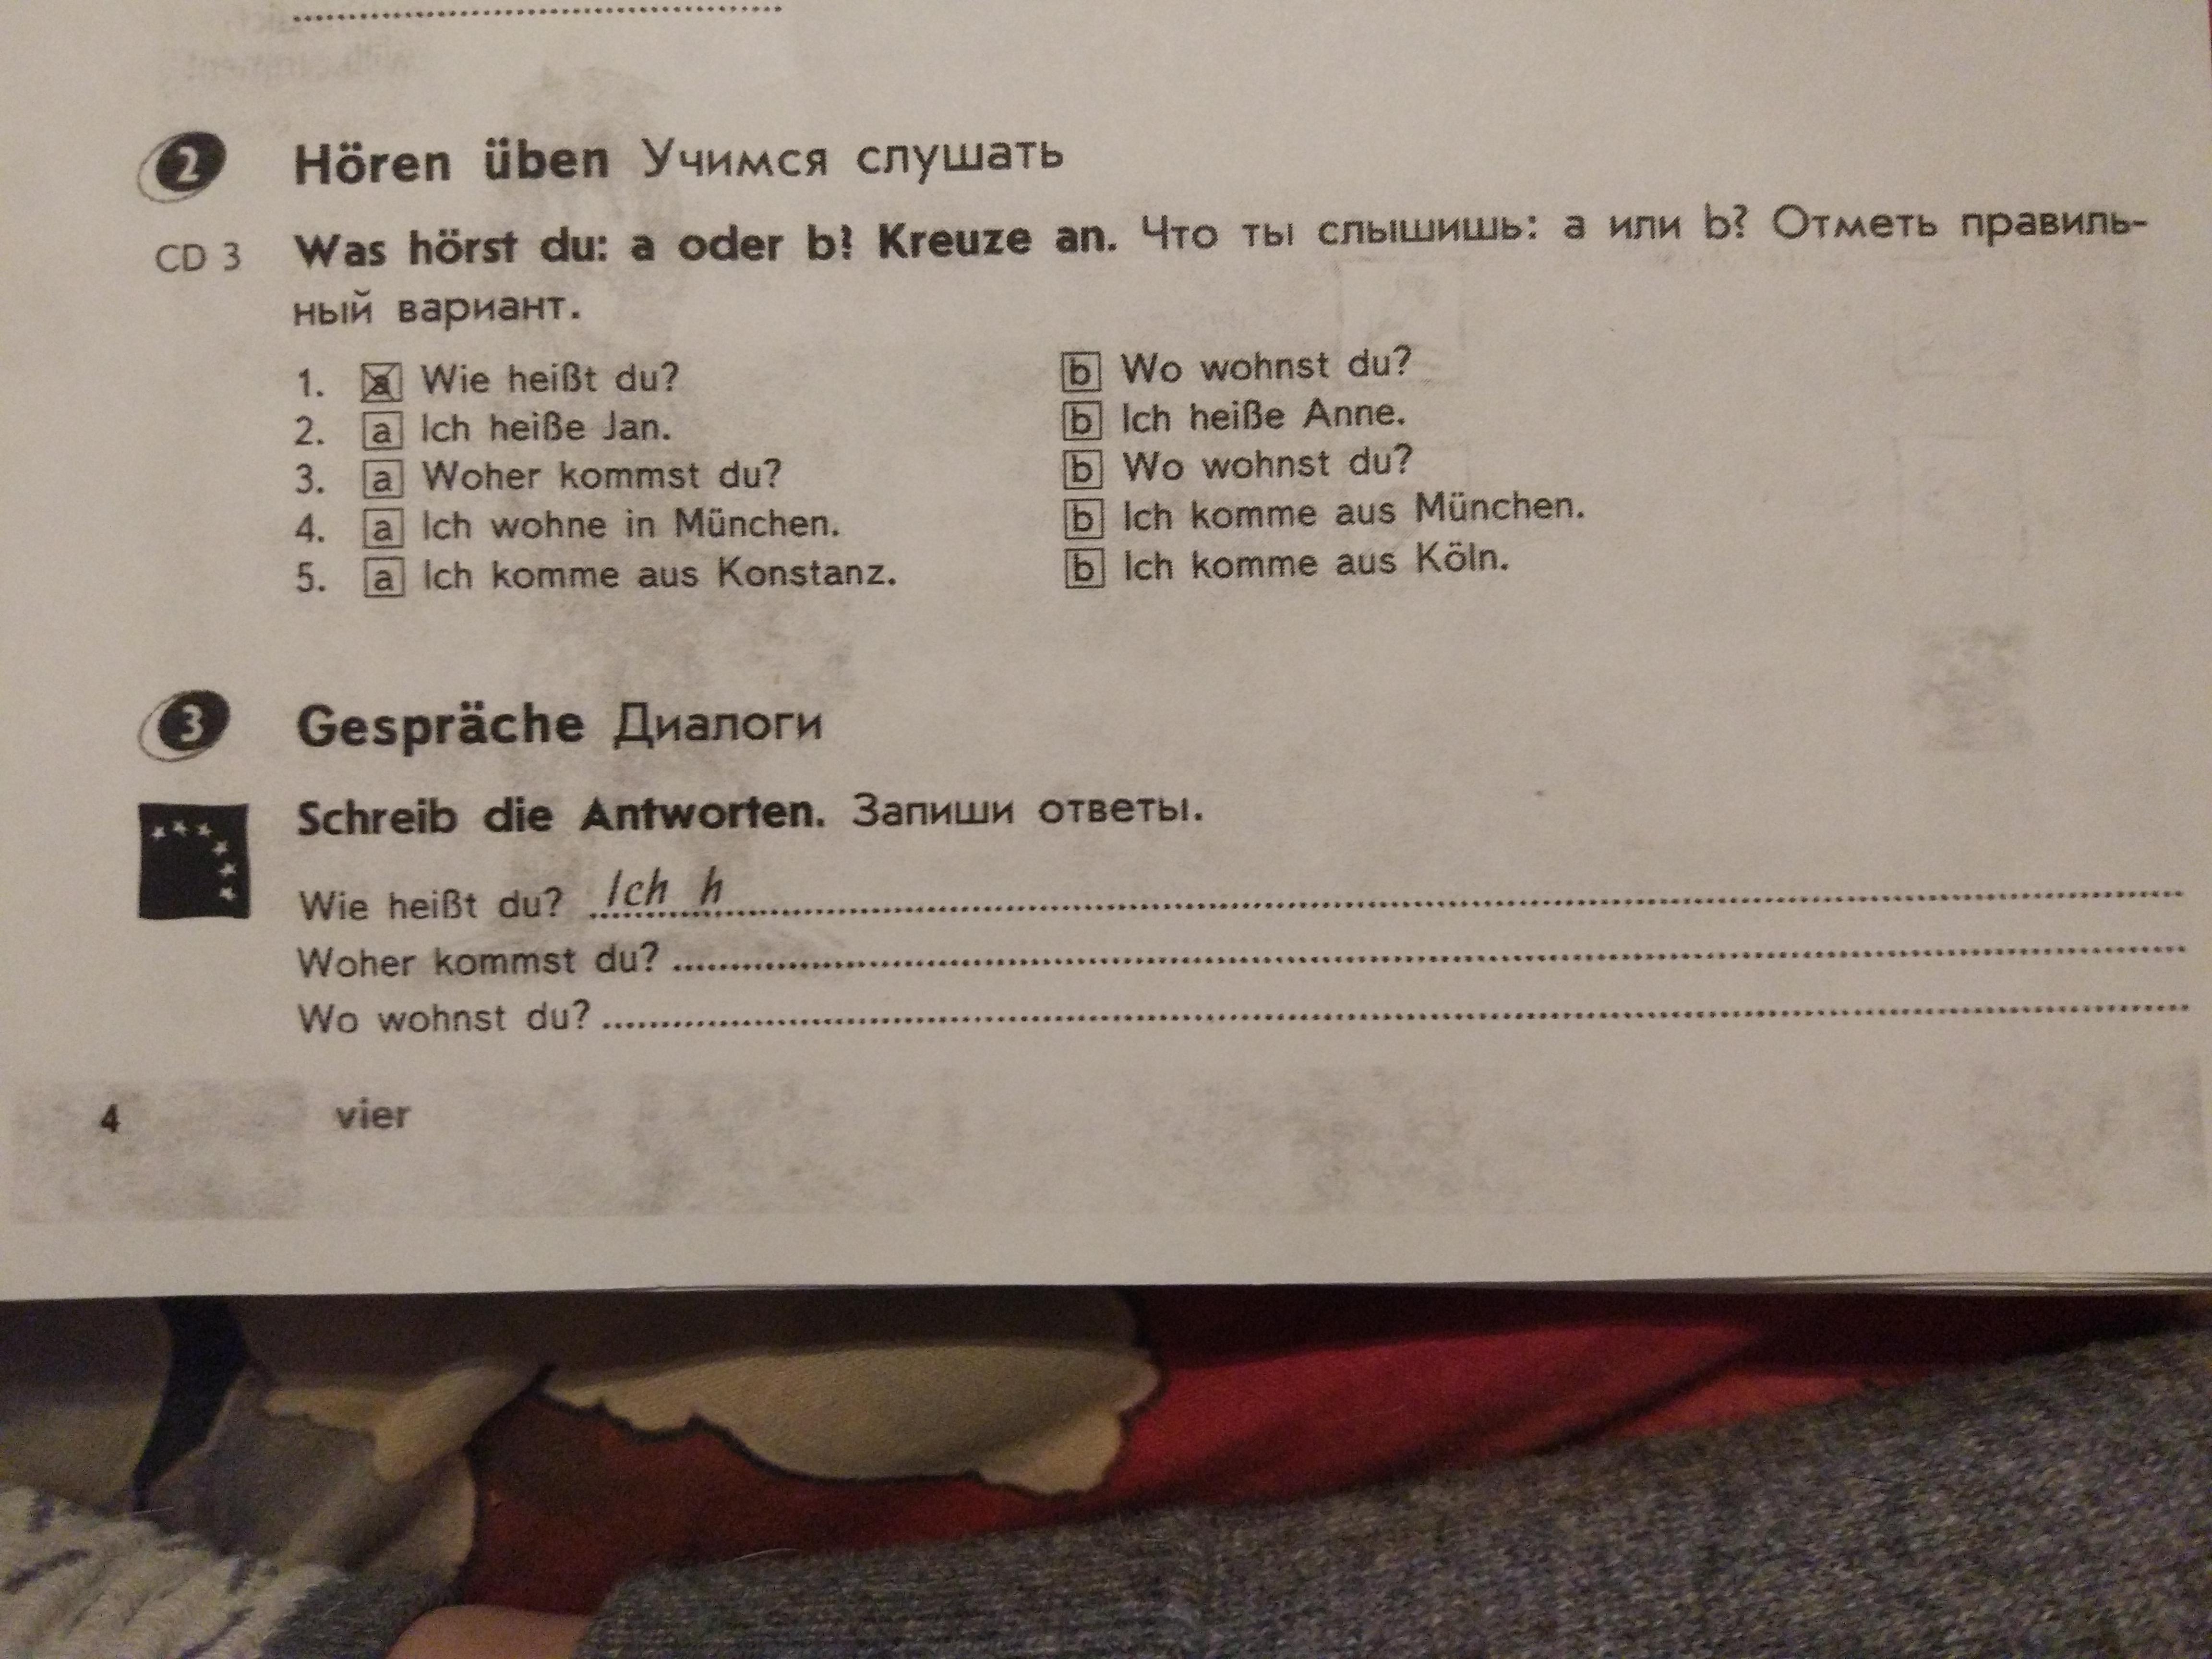 2 Hören üben Учимся слушать
CD 3 Was hörst du: a oder b? Kreuze an. Что ты слышишь: a или b? Отметь правиль-
ный вариант.
1. a Wie heißt du? b Wo wohnst du?
2. a Ich heiße Jan. b Ich heiße Anne.
3. a Woher kommst du? b Wo wohnst du?
4. a Ich wohne in München. b Ich komme aus München.
5. a Ich komme aus Konstanz. b Ich komme aus Köln.
3 Gespräche Диалоги
Schreib die Antworten. Запиши ответы.
Wie heißt du? Ich h
Woher kommst du?
Wo wohnst du?
4 vier